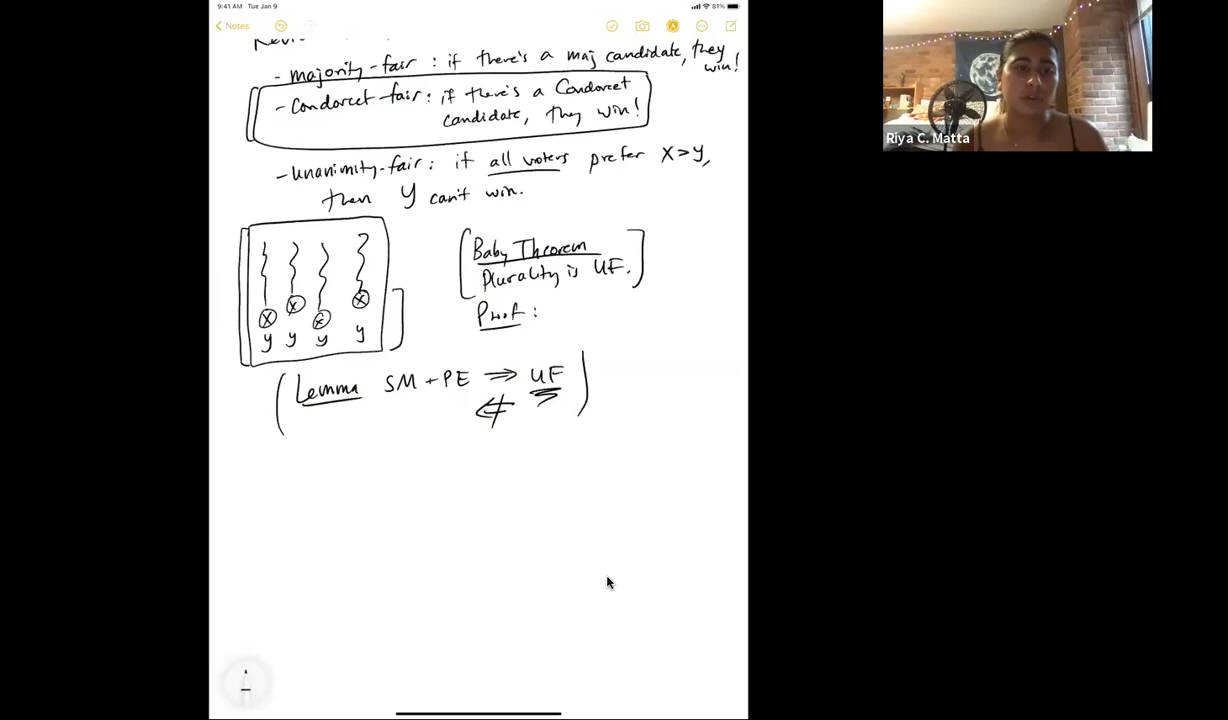 9:41 AM Tue Jan 9
81%
Notes
- majority-fair : if there's a maj candidate, they win!
- Condorcet-fair : if there's a Condorcet
candidate, they win!
- unanimity-fair : if all voters prefer X>Y,
then Y can't win.
Baby Theorem
Plurality is UF.
Proof :
X X X X
y y y y
Lemma SM + PE ⇒ UF
⇍
Riya C. Matta